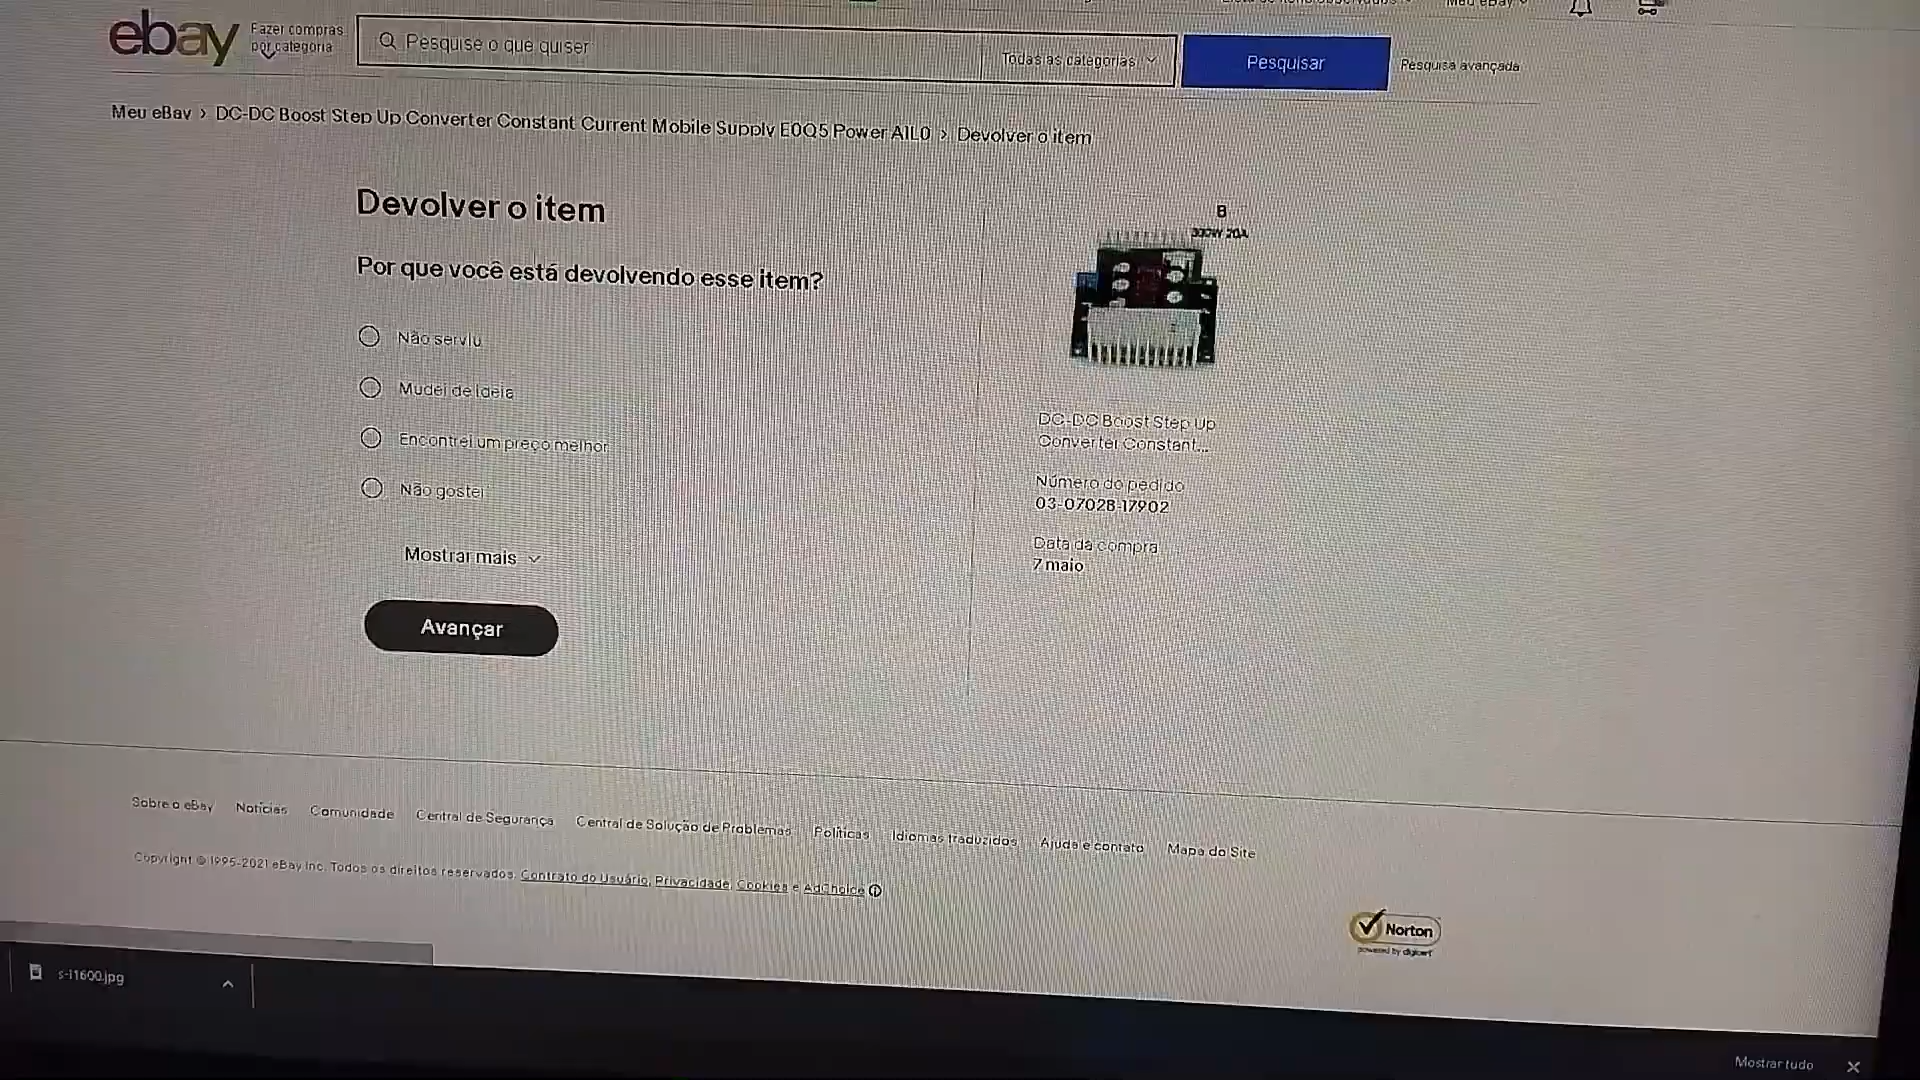 ebay
Fazer compras
por categoria
Pesquise o que quiser
Todas as categorias
Pesquisar
Pesquisa avançada
Meu eBay
Meu eBay > DC-DC Boost Step Up Converter Constant Current Mobile Supply E0Q5 Power A1L0 > Devolver o item
Devolver o item
Por que você está devolvendo esse item?
Não serviu
Mudei de ideia
Encontrei um preço melhor
Não gostei
Mostrar mais
Avançar
B
20A
DC-DC Boost Step Up
Converter Constant...
Número do pedido
03-07028-17902
Data da compra
7 maio
Sobre o eBay Notícias Comunidade Central de Segurança Central de Solução de Problemas Políticas Idiomas traduzidos Ajuda e contato Mapa do Site
Copyright © 1995-2021 eBay Inc. Todos os direitos reservados. Contrato do Usuário, Privacidade, Cookies e AdChoice
Norton
powered by digicert
s-l1600.jpg
Mostrar tudo